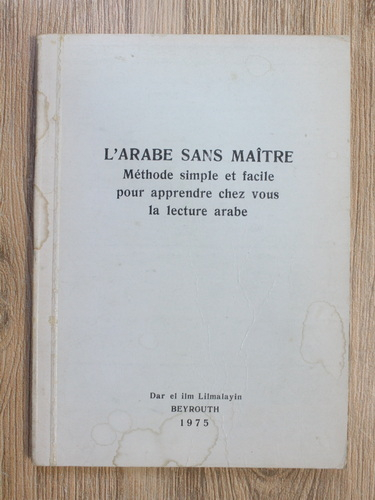 L'ARABE SANS MAÎTRE
Méthode simple et facile
pour apprendre chez vous
la lecture arabe
Dar el ilm Lilmalayin
BEYROUTH
1975